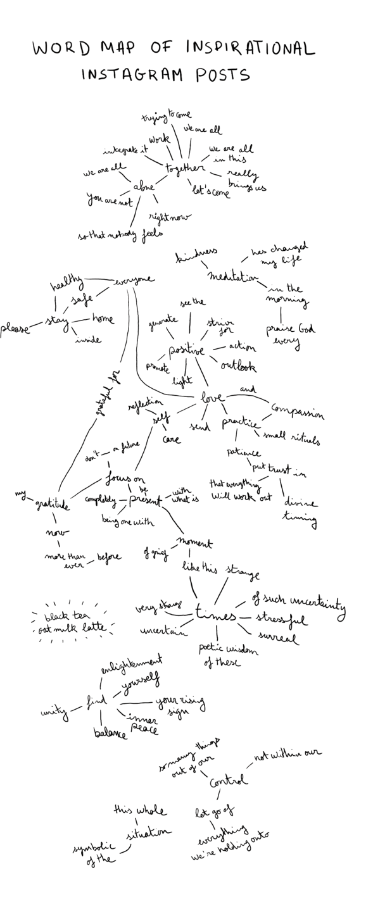 WORD MAP OF INSPIRATIONAL
INSTAGRAM POSTS
trying to come
we are all
work
integrate it
we are all
in this
together
really
brings us
let's come
we are all
alone
you are not
right now
so that nobody feels
kindness
has changed
my life
meditation
in the
morning
praise God
every
healthy
everyone
safe
stay
home
please
inside
see the
generate
strive
for
positive
action
outlook
promote
light
grateful for
love
and
compassion
reflection
self
care
send
practice
small rituals
patience
put trust in
that everything
will work out
divine
timing
don't
on future
focus on
my
gratitude
completely
be
present
with
what is
being one with
now
more than
ever
before
moment
of grief
like this
strange
black tea
oat milk latte
very strange
times
of such uncertainty
stressful
surreal
uncertain
poetic wisdom
of these
enlightenment
yourself
unity
find
your rising
sign
inner
peace
balance
so many things
out of our
not within our
control
let go of
everything
we're holding onto
this whole
situation
symbolic
of the